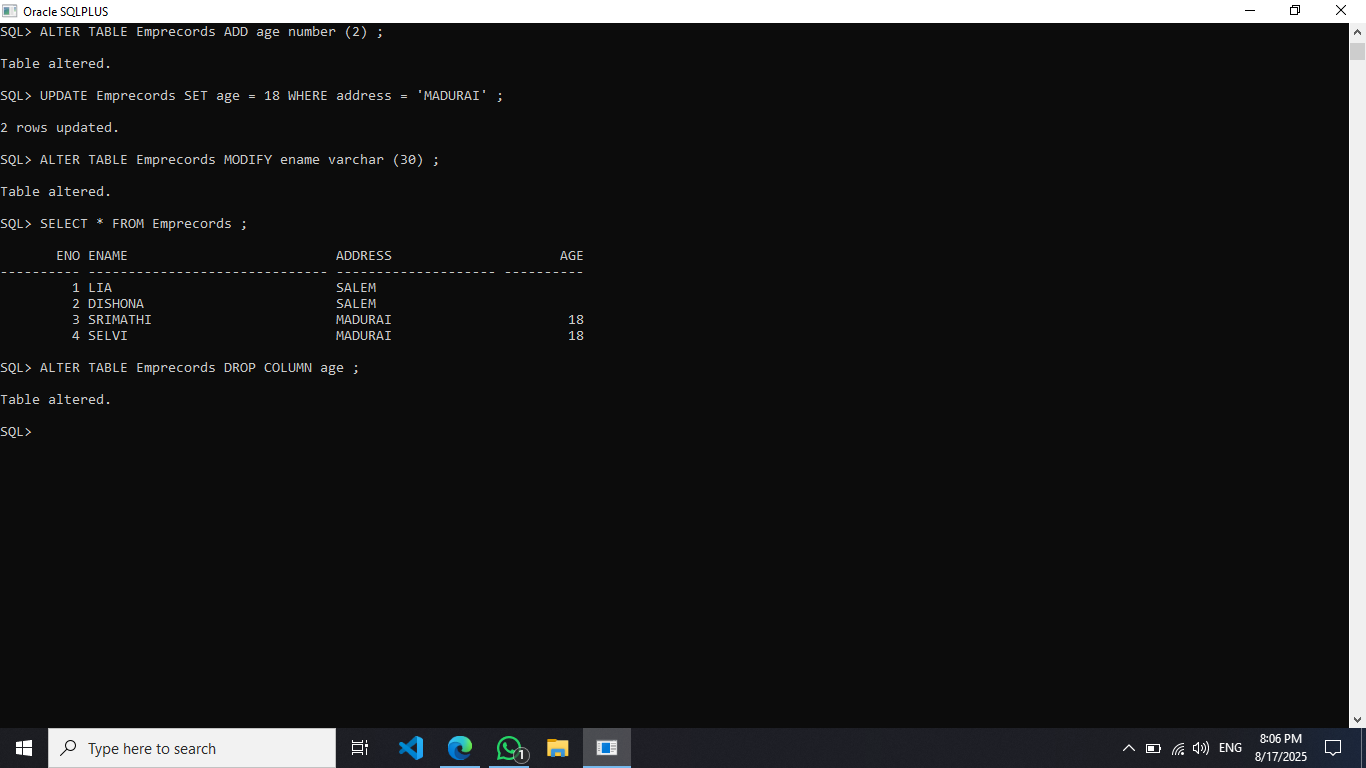 Oracle SQLPLUS
SQL> ALTER TABLE Emprecords ADD age number (2) ;
Table altered.
SQL> UPDATE Emprecords SET age = 18 WHERE address = 'MADURAI' ;
2 rows updated.
SQL> ALTER TABLE Emprecords MODIFY ename varchar (30) ;
Table altered.
SQL> SELECT * FROM Emprecords ;
       ENO ENAME                          ADDRESS                     AGE
---------- ------------------------------ -------------------- ----------
         1 LIA                            SALEM
         2 DISHONA                        SALEM
         3 SRIMATHI                       MADURAI                      18
         4 SELVI                          MADURAI                      18
SQL> ALTER TABLE Emprecords DROP COLUMN age ;
Table altered.
SQL>
Type here to search
1
ENG
8:06 PM
8/17/2025